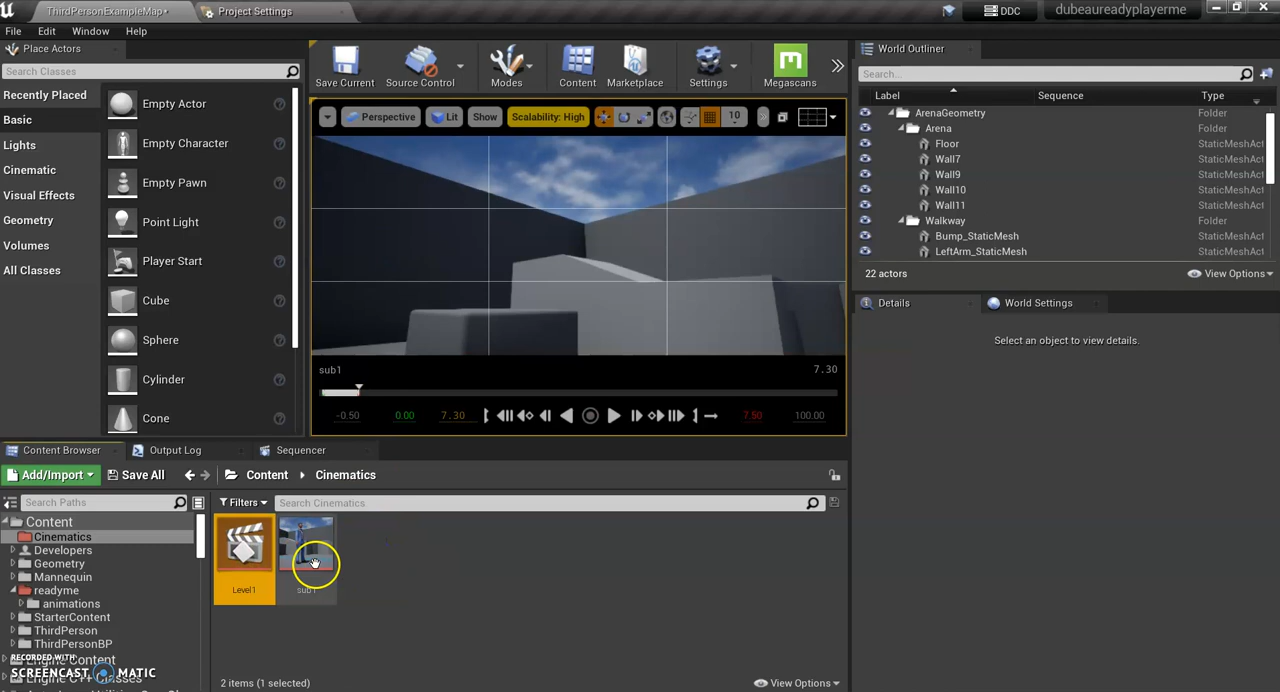 ThirdPersonExampleMap•
Project Settings
DDC
dubeaureadyplayerme
File Edit Window Help
Place Actors
Search Classes
Recently Placed
Basic
Lights
Cinematic
Visual Effects
Geometry
Volumes
All Classes
Empty Actor
Empty Character
Empty Pawn
Point Light
Player Start
Cube
Sphere
Cylinder
Cone
Save Current
Source Control
Modes
Content
Marketplace
Settings
Megascans
Perspective
Lit
Show
Scalability: High
10
sub1
7.30
-0.50
0.00
7.30
7.50
100.00
World Outliner
Search...
Label
Sequence
Type
ArenaGeometry Folder
Arena Folder
Floor StaticMeshAct
Wall7 StaticMeshAct
Wall9 StaticMeshAct
Wall10 StaticMeshAct
Wall11 StaticMeshAct
Walkway Folder
Bump_StaticMesh StaticMeshAct
LeftArm_StaticMesh StaticMeshAct
22 actors
View Options
Details
World Settings
Select an object to view details.
Content Browser
Output Log
Sequencer
Add/Import
Save All
Content
Cinematics
Search Paths
Filters
Search Cinematics
Content
Cinematics
Developers
Geometry
Mannequin
readyme
animations
StarterContent
ThirdPerson
ThirdPersonBP
Engine Content
RECORDED WITH
SCREENCAST MATIC
Level1
sub1
2 items (1 selected)
View Options